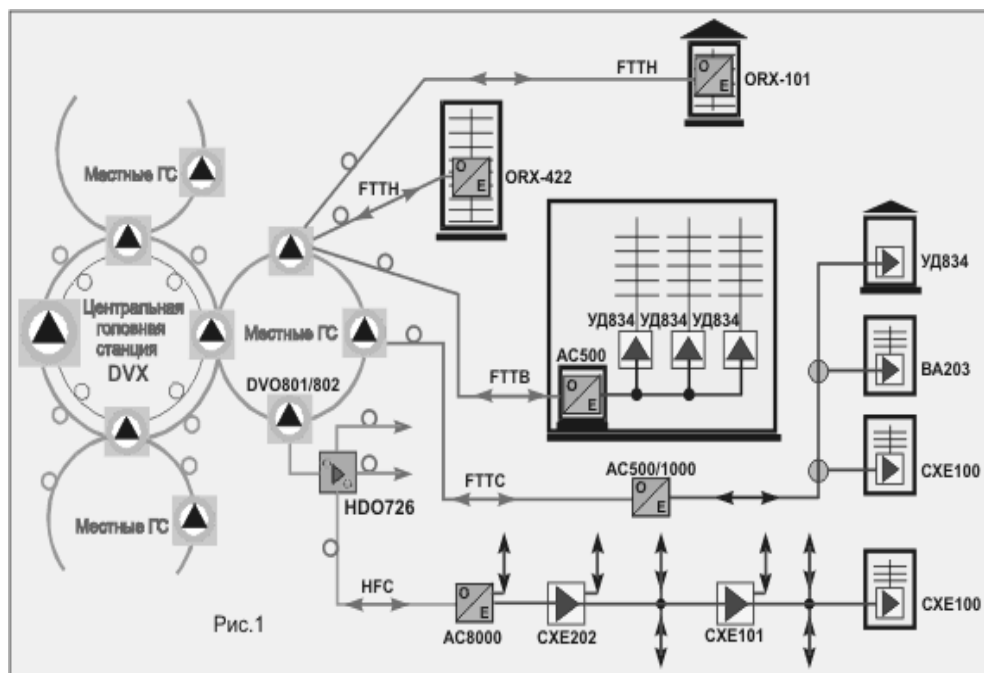 FTTH
O
E
ORX-101
Местные ГС
O
E
ORX-422
FTTH
УД834
Центральная
головная
станция
DVX
Местные ГС
УД834 УД834 УД834
AC500
O
E
BA203
DVO801/802
FTTB
CXE100
AC500/1000
O
E
FTTC
HDO726
Местные ГС
HFC
O
E
AC8000
CXE202
CXE101
CXE100
Рис.1